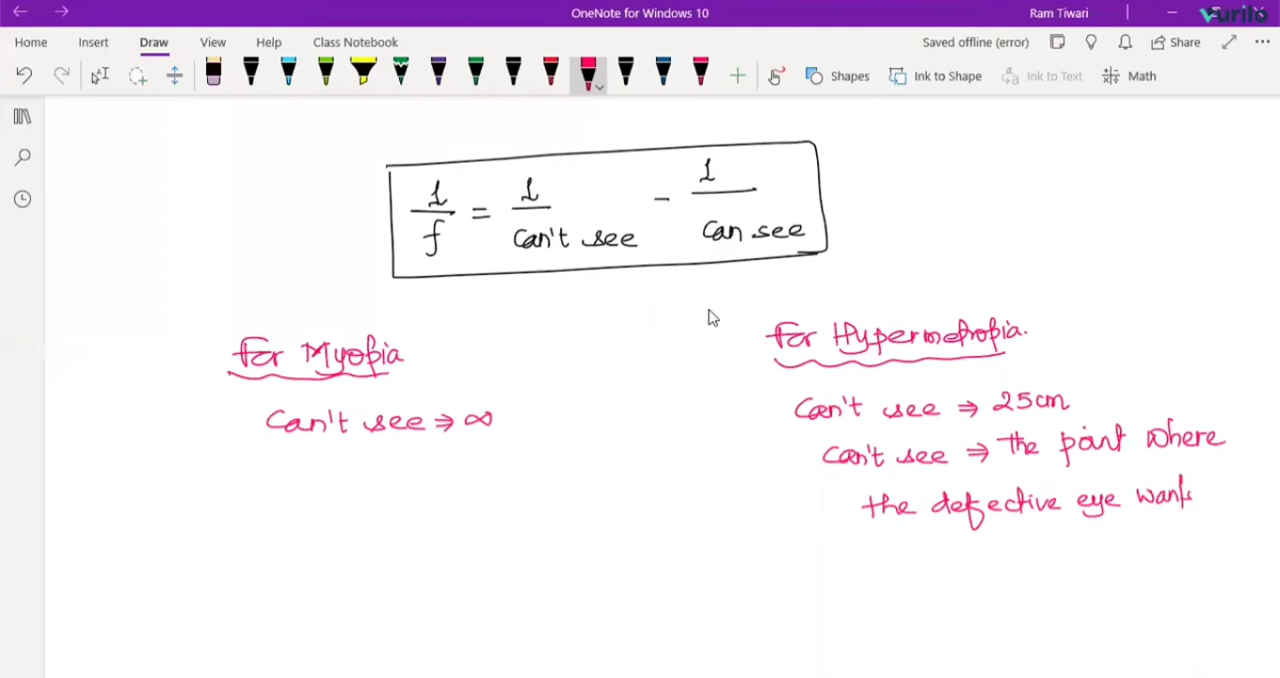 OneNote for Windows 10
Ram Tiwari
Vurilo
Home Insert Draw View Help Class Notebook
Saved offline (error) Share
Shapes Ink to Shape Ink to Text Math
1/f = 1/can't see - 1/can see
For Myopia
Can't see ⇒ ∞
For Hypermetropia.
Can't see ⇒ 25cm
Can't see ⇒ The point where
the defective eye wants